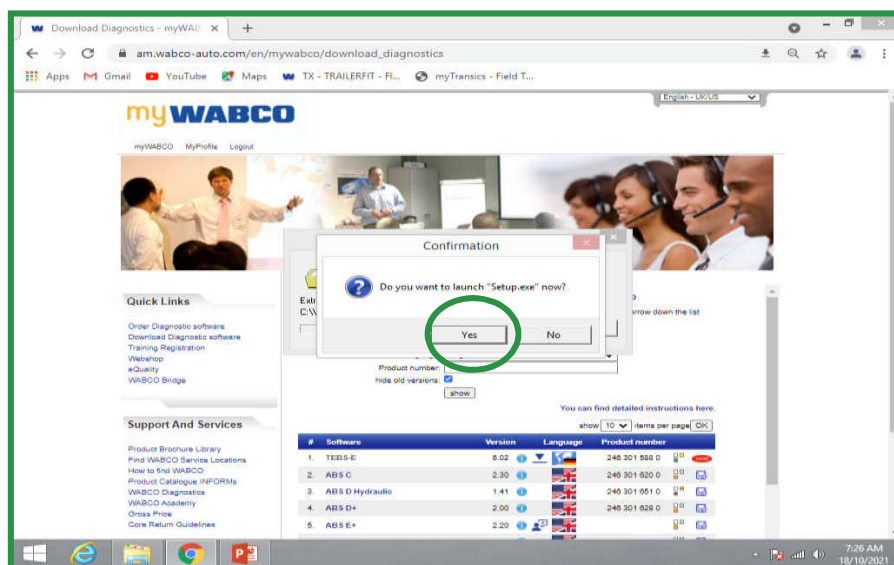 Download Diagnostics - myWAB
am.wabco-auto.com/en/mywabco/download_diagnostics
Apps Gmail YouTube Maps TX - TRAILERFIT - Fl... myTransics - Field T...
English - UK/US
myWABCO
myWABCO MyProfile Logout
Confirmation
Do you want to launch "Setup.exe" now?
Yes No
Quick Links
Order Diagnostic software
Download Diagnostic software
Training Registration
Webshop
eQuality
WABCO Bridge
Extr
C:\
arrow down the list
Product number:
hide old versions:
show
You can find detailed instructions here.
show 10 items per page OK
Support And Services
Product Brochure Library
Find WABCO Service Locations
How to find WABCO
Product Catalogue INFORMs
WABCO Diagnostics
WABCO Academy
Gross Price
Core Return Guidelines
# Software Version Language Product number
1. TEBS-E 6.02 246 301 588 0
2. ABS C 2.30 246 301 620 0
3. ABS D Hydraulic 1.41 246 301 651 0
4. ABS D+ 2.00 246 301 628 0
5. ABS E+ 2.20
7:26 AM
18/10/2021